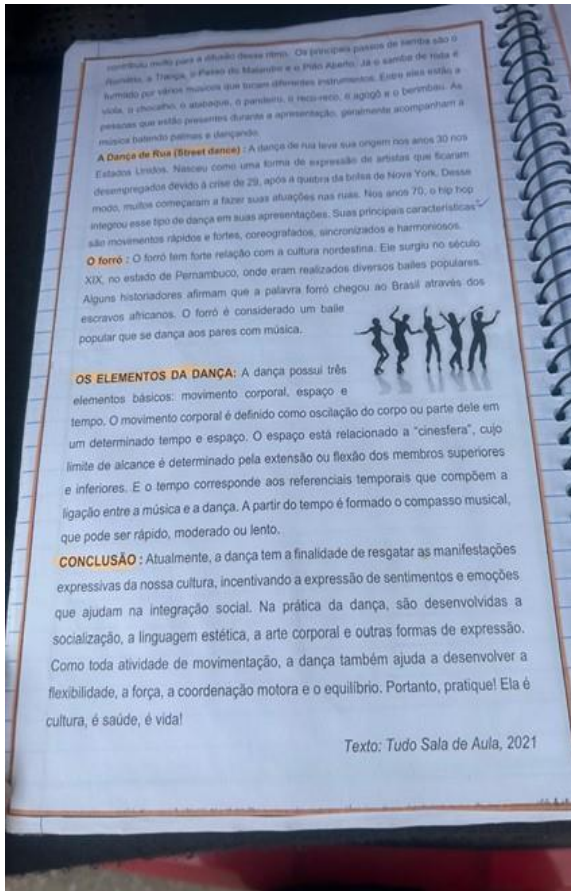 contribuiu muito para a difusão desse ritmo. Os principais passos de samba são o
Romário, a Trança, o Passo do Malandro e o Pião Aberto. Já o samba de roda é
formado por vários músicos que tocam diferentes instrumentos. Entre eles estão a
viola, o chocalho, o atabaque, o pandeiro, o reco-reco, o agogô e o berimbau. As
pessoas que estão presentes durante a apresentação, geralmente acompanham a
música batendo palmas e dançando.
A Dança de Rua (Street dance) : A dança de rua teve sua origem nos anos 30 nos
Estados Unidos. Nasceu como uma forma de expressão de artistas que ficaram
desempregados devido à crise de 29, após a quebra da bolsa de Nova York. Desse
modo, muitos começaram a fazer suas atuações nas ruas. Nos anos 70, o hip hop
integrou esse tipo de dança em suas apresentações. Suas principais características
são movimentos rápidos e fortes, coreografados, sincronizados e harmoniosos.
O forró : O forró tem forte relação com a cultura nordestina. Ele surgiu no século
XIX, no estado de Pernambuco, onde eram realizados diversos bailes populares.
Alguns historiadores afirmam que a palavra forró chegou ao Brasil através dos
escravos africanos. O forró é considerado um baile
popular que se dança aos pares com música.
OS ELEMENTOS DA DANÇA: A dança possui três
elementos básicos: movimento corporal, espaço e
tempo. O movimento corporal é definido como oscilação do corpo ou parte dele em
um determinado tempo e espaço. O espaço está relacionado a "cinesfera", cujo
limite de alcance é determinado pela extensão ou flexão dos membros superiores
e inferiores. E o tempo corresponde aos referenciais temporais que compõem a
ligação entre a música e a dança. A partir do tempo é formado o compasso musical,
que pode ser rápido, moderado ou lento.
CONCLUSÃO : Atualmente, a dança tem a finalidade de resgatar as manifestações
expressivas da nossa cultura, incentivando a expressão de sentimentos e emoções
que ajudam na integração social. Na prática da dança, são desenvolvidas a
socialização, a linguagem estética, a arte corporal e outras formas de expressão.
Como toda atividade de movimentação, a dança também ajuda a desenvolver a
flexibilidade, a força, a coordenação motora e o equilíbrio. Portanto, pratique! Ela é
cultura, é saúde, é vida!
Texto: Tudo Sala de Aula, 2021